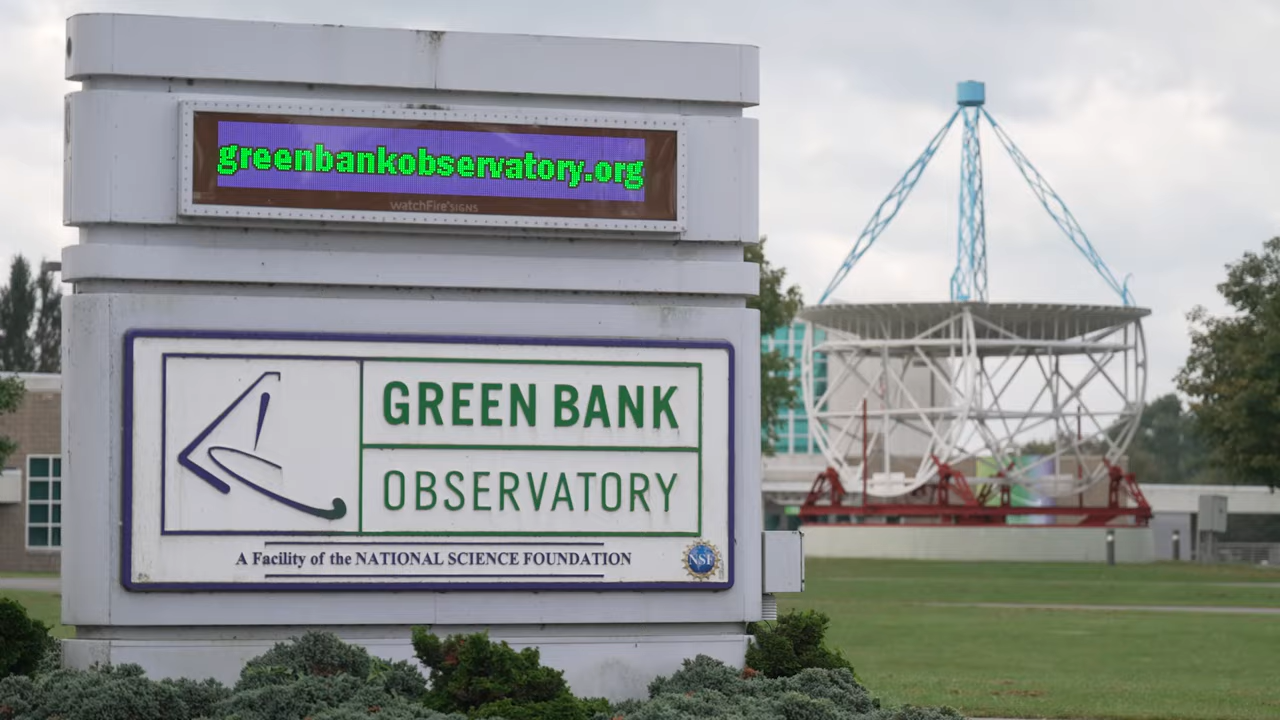 greenbankobservatory.org
watchFire SIGNS
GREEN BANK
OBSERVATORY
A Facility of the NATIONAL SCIENCE FOUNDATION
NSF